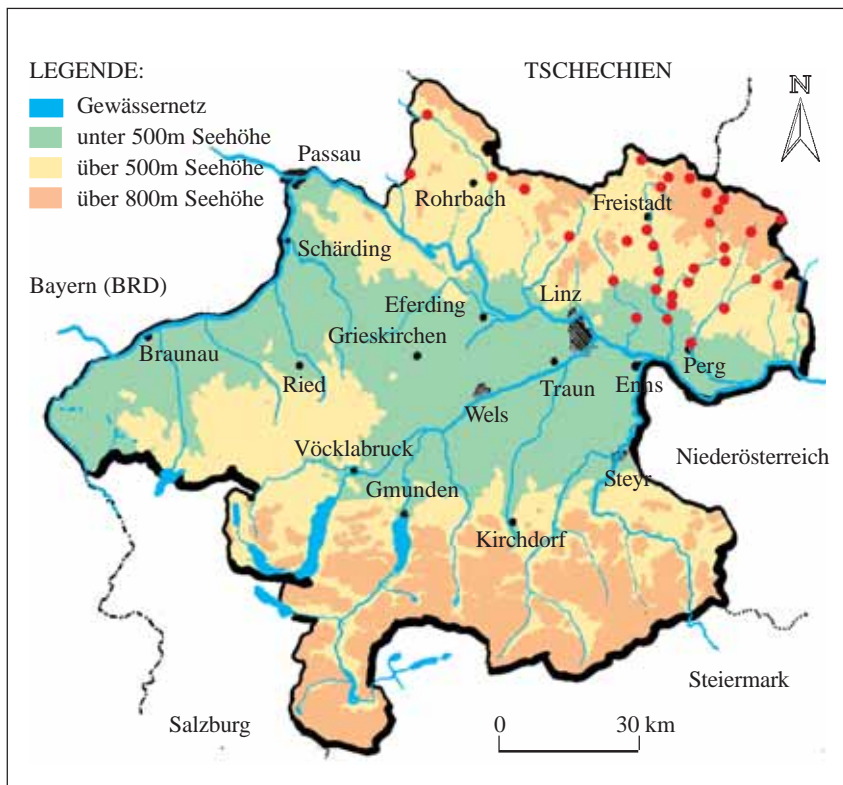 LEGENDE:
TSCHECHIEN
N
Gewässernetz
unter 500m Seehöhe
über 500m Seehöhe
über 800m Seehöhe
Passau
Rohrbach
Freistadt
Schärding
Bayern (BRD)
Eferding
Linz
Grieskirchen
Braunau
Ried
Traun
Enns
Perg
Wels
Vöcklabruck
Niederösterreich
Steyr
Gmunden
Kirchdorf
Steiermark
Salzburg
0 30 km